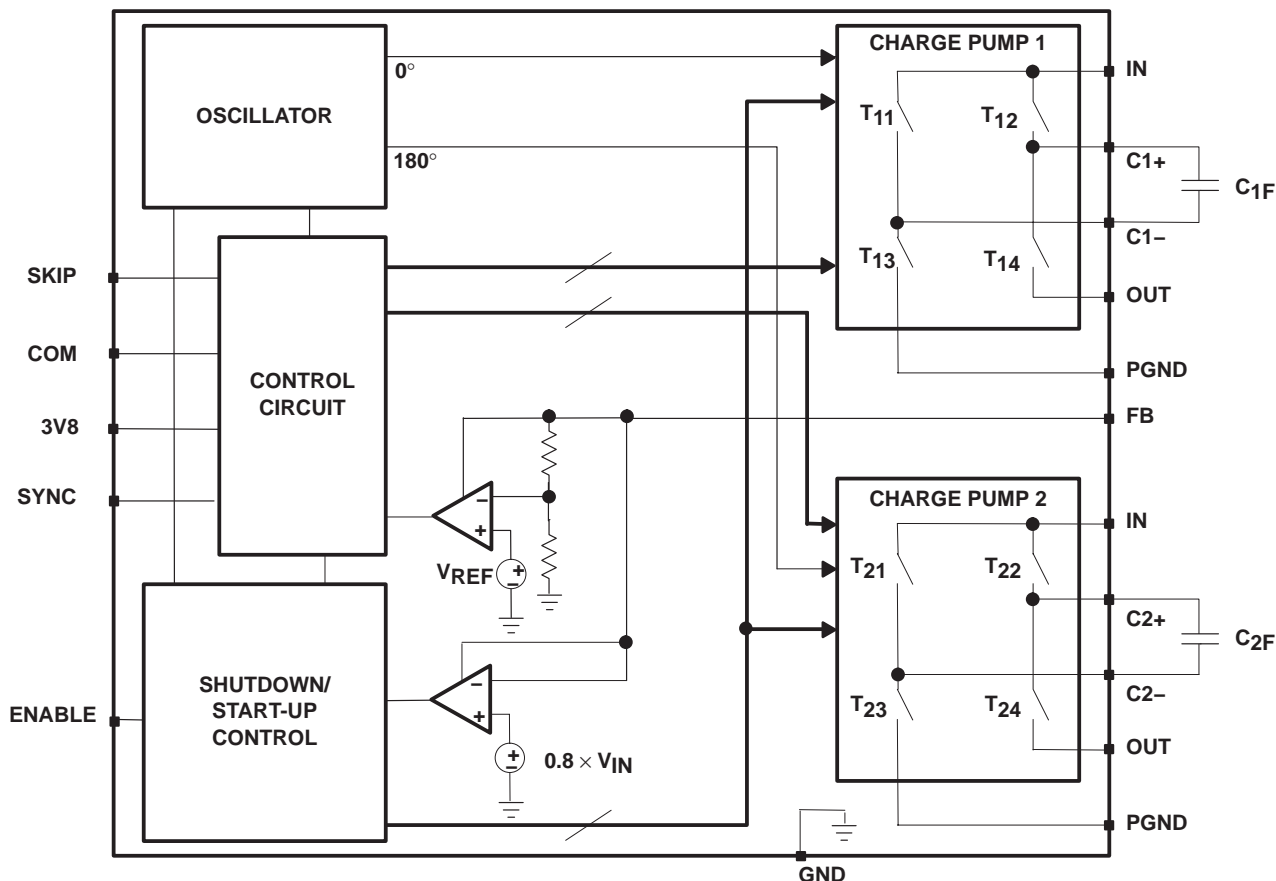 OSCILLATOR
0°
180°
CHARGE PUMP 1
T11
T12
T13
T14
IN
C1+
C1F
C1−
OUT
PGND
FB
SKIP
COM
3V8
SYNC
CONTROL
CIRCUIT
−
+
VREF
+
−
CHARGE PUMP 2
T21
T22
T23
T24
IN
C2+
C2F
C2−
OUT
PGND
SHUTDOWN/
START-UP
CONTROL
ENABLE
−
+
+
−
0.8 × VIN
GND